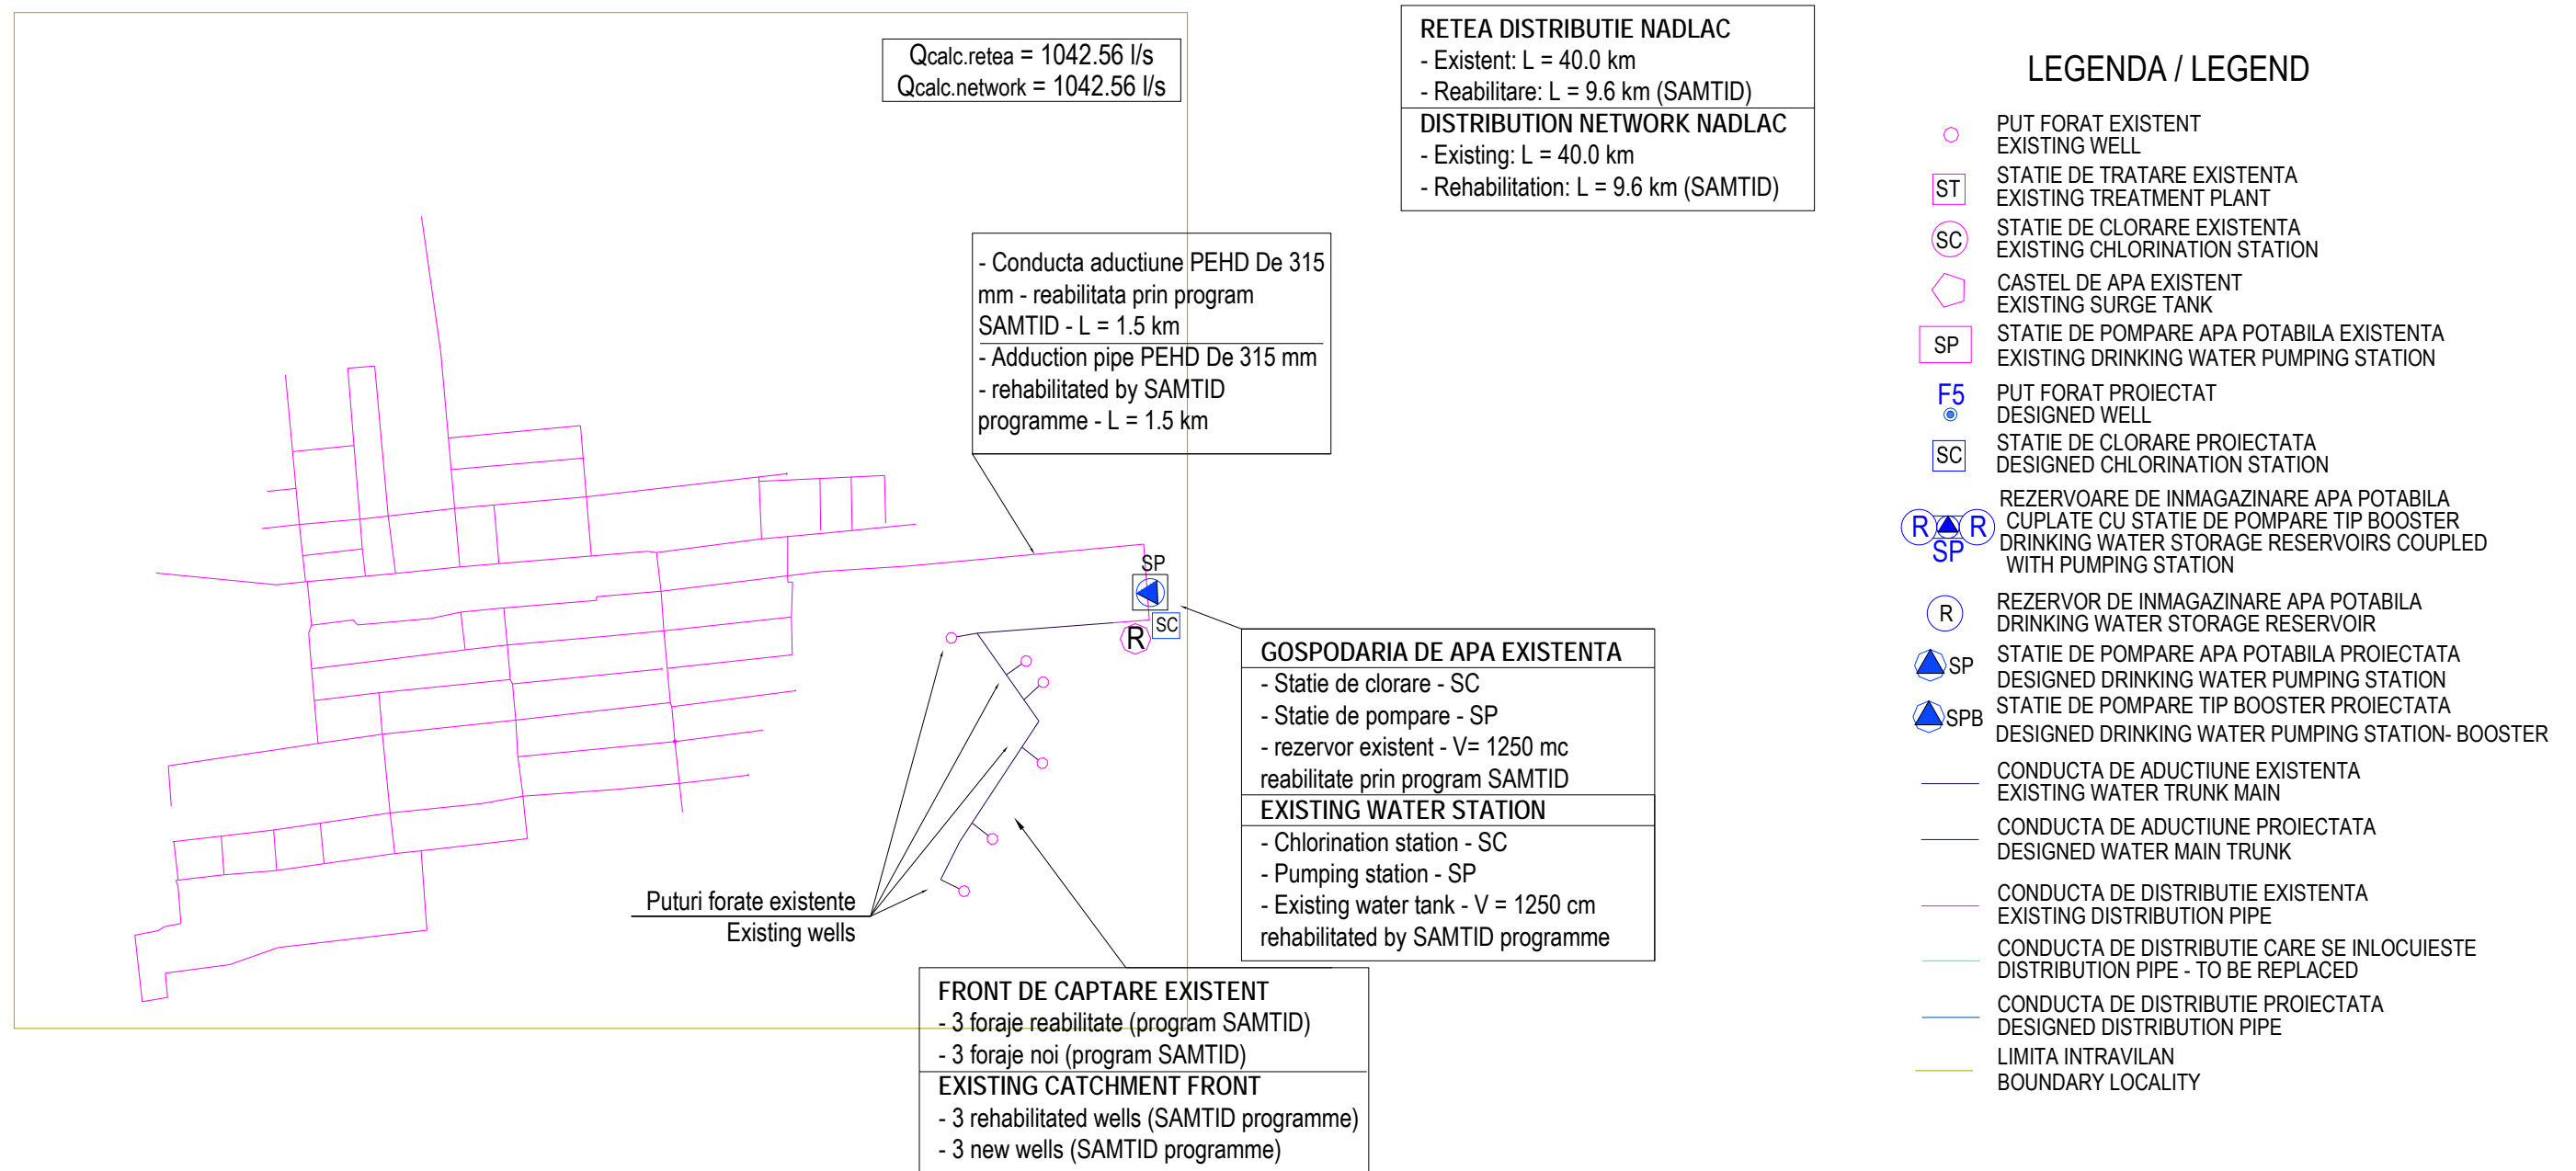 Qcalc.retea = 1042.56 l/s
Qcalc.network = 1042.56 l/s
RETEA DISTRIBUTIE NADLAC
- Existent: L = 40.0 km
- Reabilitare: L = 9.6 km (SAMTID)
DISTRIBUTION NETWORK NADLAC
- Existing: L = 40.0 km
- Rehabilitation: L = 9.6 km (SAMTID)
- Conducta aductiune PEHD De 315
mm - reabilitata prin program
SAMTID - L = 1.5 km
- Adduction pipe PEHD De 315 mm
- rehabilitated by SAMTID
programme - L = 1.5 km
SP
SC
R
GOSPODARIA DE APA EXISTENTA
- Statie de clorare - SC
- Statie de pompare - SP
- rezervor existent - V= 1250 mc
reabilitate prin program SAMTID
EXISTING WATER STATION
- Chlorination station - SC
- Pumping station - SP
- Existing water tank - V = 1250 cm
rehabilitated by SAMTID programme
Puturi forate existente
Existing wells
FRONT DE CAPTARE EXISTENT
- 3 foraje reabilitate (program SAMTID)
- 3 foraje noi (program SAMTID)
EXISTING CATCHMENT FRONT
- 3 rehabilitated wells (SAMTID programme)
- 3 new wells (SAMTID programme)
LEGENDA / LEGEND
PUT FORAT EXISTENT
EXISTING WELL
ST
STATIE DE TRATARE EXISTENTA
EXISTING TREATMENT PLANT
SC
STATIE DE CLORARE EXISTENTA
EXISTING CHLORINATION STATION
CASTEL DE APA EXISTENT
EXISTING SURGE TANK
SP
STATIE DE POMPARE APA POTABILA EXISTENTA
EXISTING DRINKING WATER PUMPING STATION
F5
PUT FORAT PROIECTAT
DESIGNED WELL
SC
STATIE DE CLORARE PROIECTATA
DESIGNED CHLORINATION STATION
R R
SP
REZERVOARE DE INMAGAZINARE APA POTABILA
CUPLATE CU STATIE DE POMPARE TIP BOOSTER
DRINKING WATER STORAGE RESERVOIRS COUPLED
WITH PUMPING STATION
R
REZERVOR DE INMAGAZINARE APA POTABILA
DRINKING WATER STORAGE RESERVOIR
SP
STATIE DE POMPARE APA POTABILA PROIECTATA
DESIGNED DRINKING WATER PUMPING STATION
SPB
STATIE DE POMPARE TIP BOOSTER PROIECTATA
DESIGNED DRINKING WATER PUMPING STATION- BOOSTER
CONDUCTA DE ADUCTIUNE EXISTENTA
EXISTING WATER TRUNK MAIN
CONDUCTA DE ADUCTIUNE PROIECTATA
DESIGNED WATER MAIN TRUNK
CONDUCTA DE DISTRIBUTIE EXISTENTA
EXISTING DISTRIBUTION PIPE
CONDUCTA DE DISTRIBUTIE CARE SE INLOCUIESTE
DISTRIBUTION PIPE - TO BE REPLACED
CONDUCTA DE DISTRIBUTIE PROIECTATA
DESIGNED DISTRIBUTION PIPE
LIMITA INTRAVILAN
BOUNDARY LOCALITY